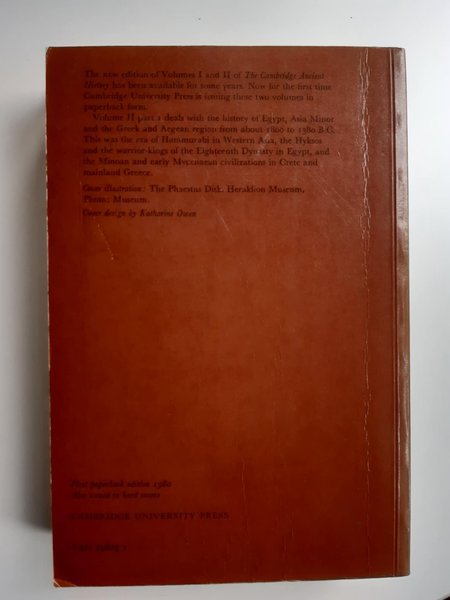 The new edition of Volumes I and II of The Cambridge Ancient
History has been available for some years. Now for the first time
Cambridge University Press is issuing these two volumes in
paperback form.
Volume II part 1 deals with the history of Egypt, Asia Minor
and the Greek and Aegean region from about 1800 to 1380 B.C.
This was the era of Hammurabi in Western Asia, the Hyksos
and the warrior-kings of the Eighteenth Dynasty in Egypt, and
the Minoan and early Mycenaean civilizations in Crete and
mainland Greece.
Cover illustration: The Phaestus Disk. Heraklion Museum,
Photo: Museum.
Cover design by Katharine Owen
First paperback edition 1980
Also issued in hard covers
CAMBRIDGE UNIVERSITY PRESS